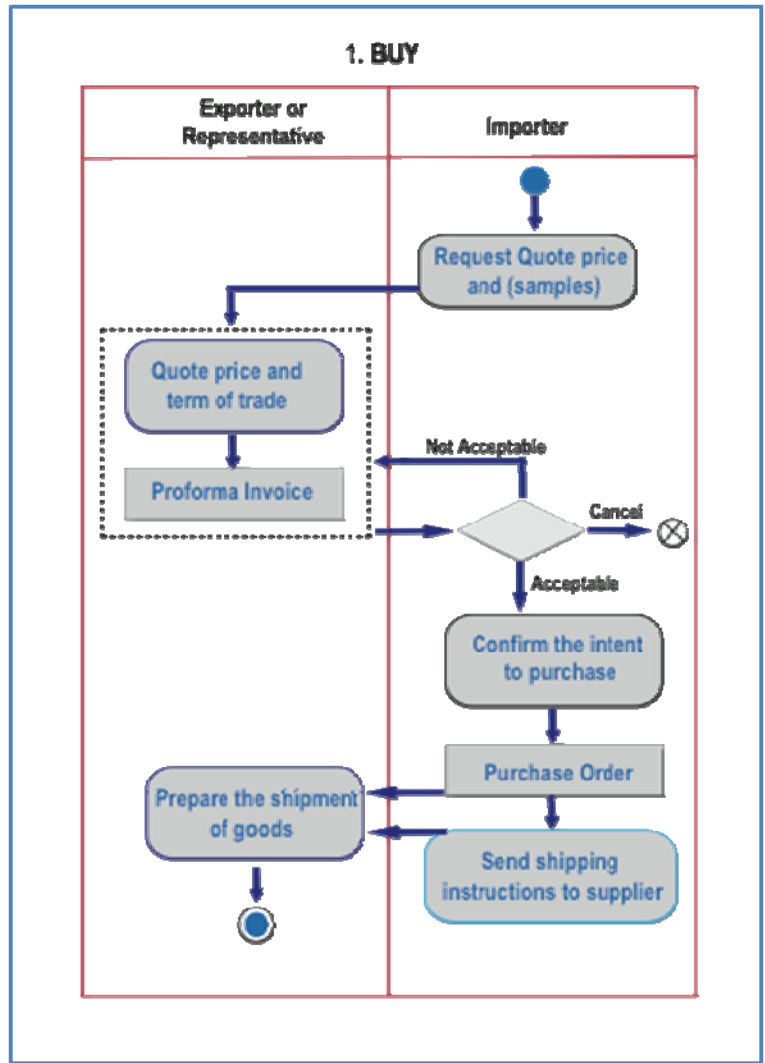 1. BUY
Exporter or
Representative
Importer
Request Quote price
and (samples)
Quote price and
term of trade
Proforma Invoice
Not Acceptable
Cancel
Acceptable
Confirm the intent
to purchase
Purchase Order
Prepare the shipment
of goods
Send shipping
instructions to supplier